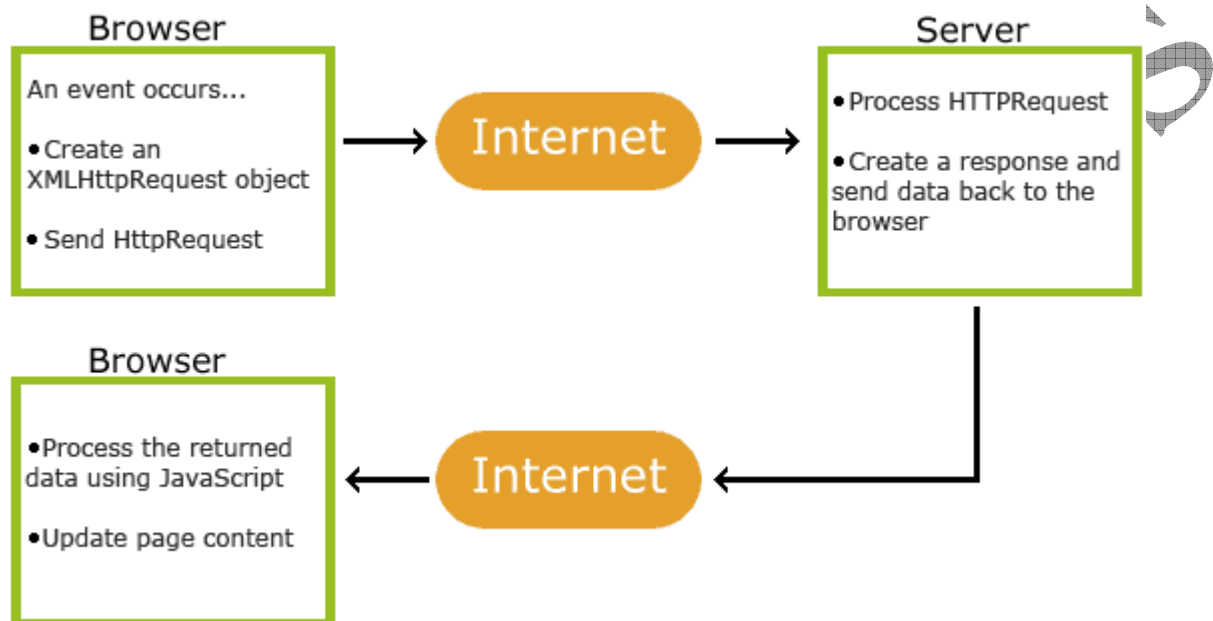 Browser
An event occurs...
•Create an
XMLHttpRequest object
• Send HttpRequest
Internet
Server
•Process HTTPRequest
•Create a response and
send data back to the
browser
Browser
•Process the returned
data using JavaScript
•Update page content
Internet